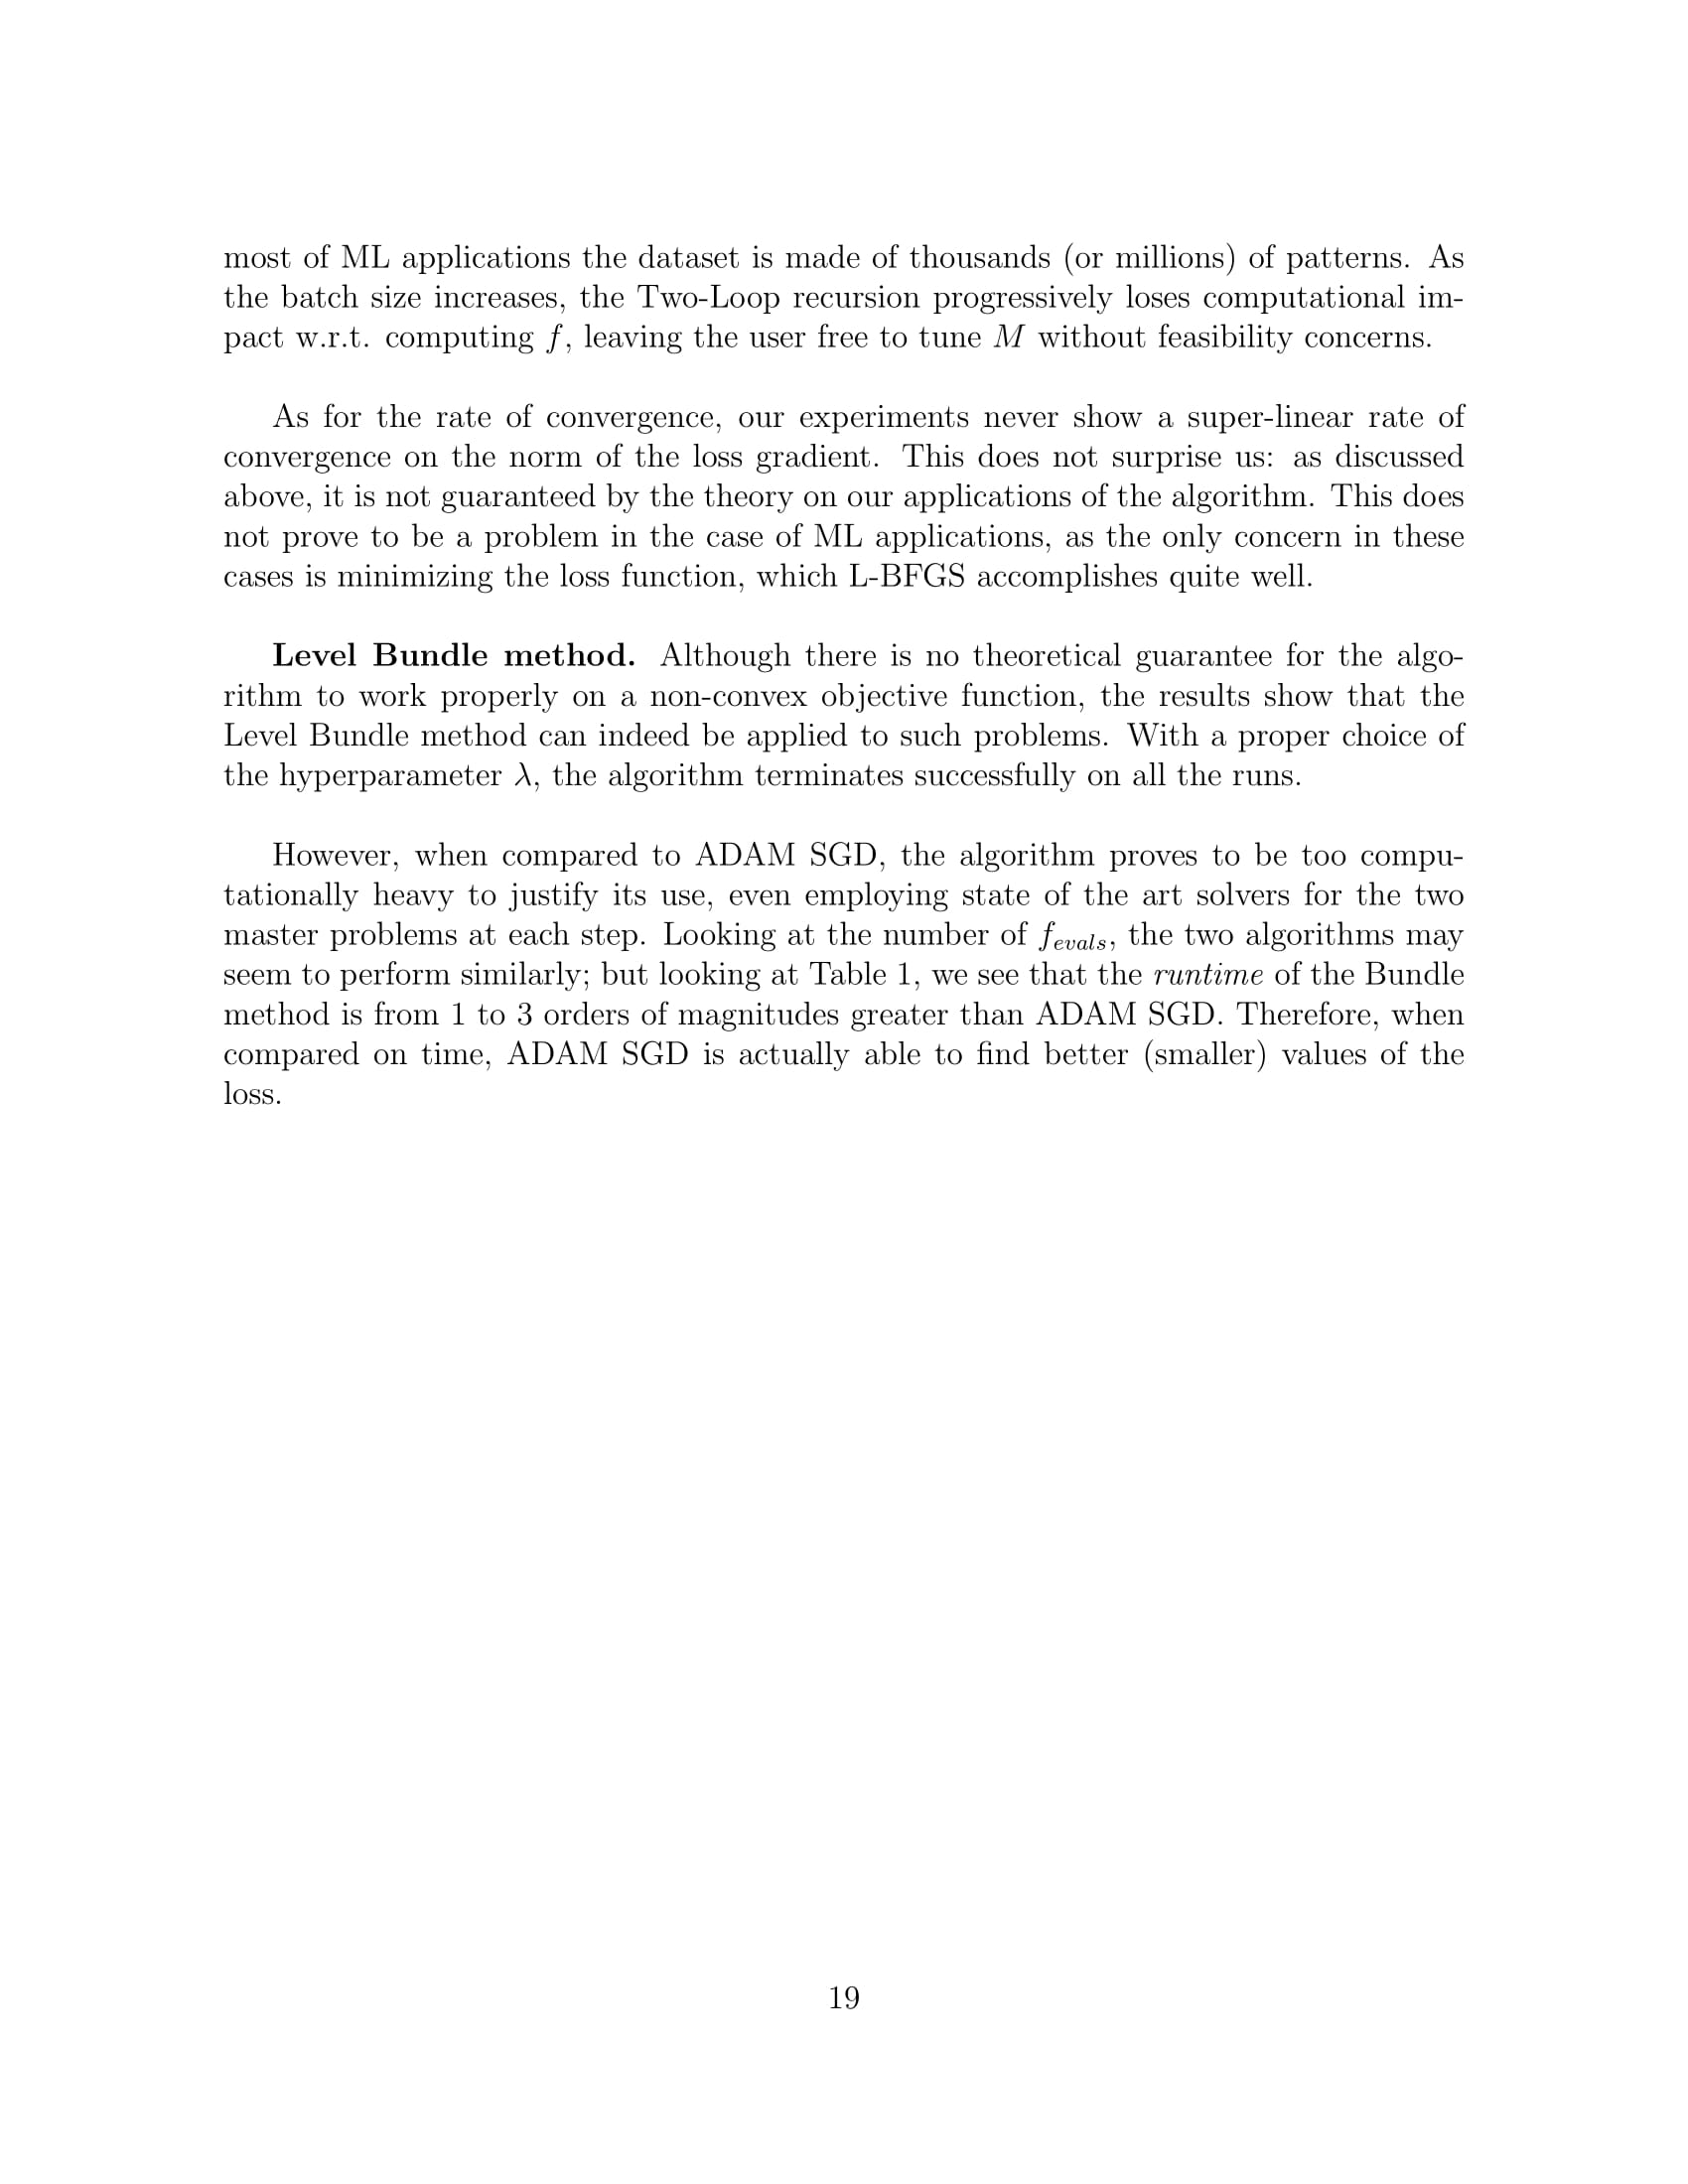 most of ML applications the dataset is made of thousands (or millions) of patterns. As
the batch size increases, the Two-Loop recursion progressively loses computational im-
pact w.r.t. computing f, leaving the user free to tune M without feasibility concerns.
As for the rate of convergence, our experiments never show a super-linear rate of
convergence on the norm of the loss gradient. This does not surprise us: as discussed
above, it is not guaranteed by the theory on our applications of the algorithm. This does
not prove to be a problem in the case of ML applications, as the only concern in these
cases is minimizing the loss function, which L-BFGS accomplishes quite well.
Level Bundle method. Although there is no theoretical guarantee for the algo-
rithm to work properly on a non-convex objective function, the results show that the
Level Bundle method can indeed be applied to such problems. With a proper choice of
the hyperparameter λ, the algorithm terminates successfully on all the runs.
However, when compared to ADAM SGD, the algorithm proves to be too compu-
tationally heavy to justify its use, even employing state of the art solvers for the two
master problems at each step. Looking at the number of f_evals, the two algorithms may
seem to perform similarly; but looking at Table 1, we see that the runtime of the Bundle
method is from 1 to 3 orders of magnitudes greater than ADAM SGD. Therefore, when
compared on time, ADAM SGD is actually able to find better (smaller) values of the
loss.
19